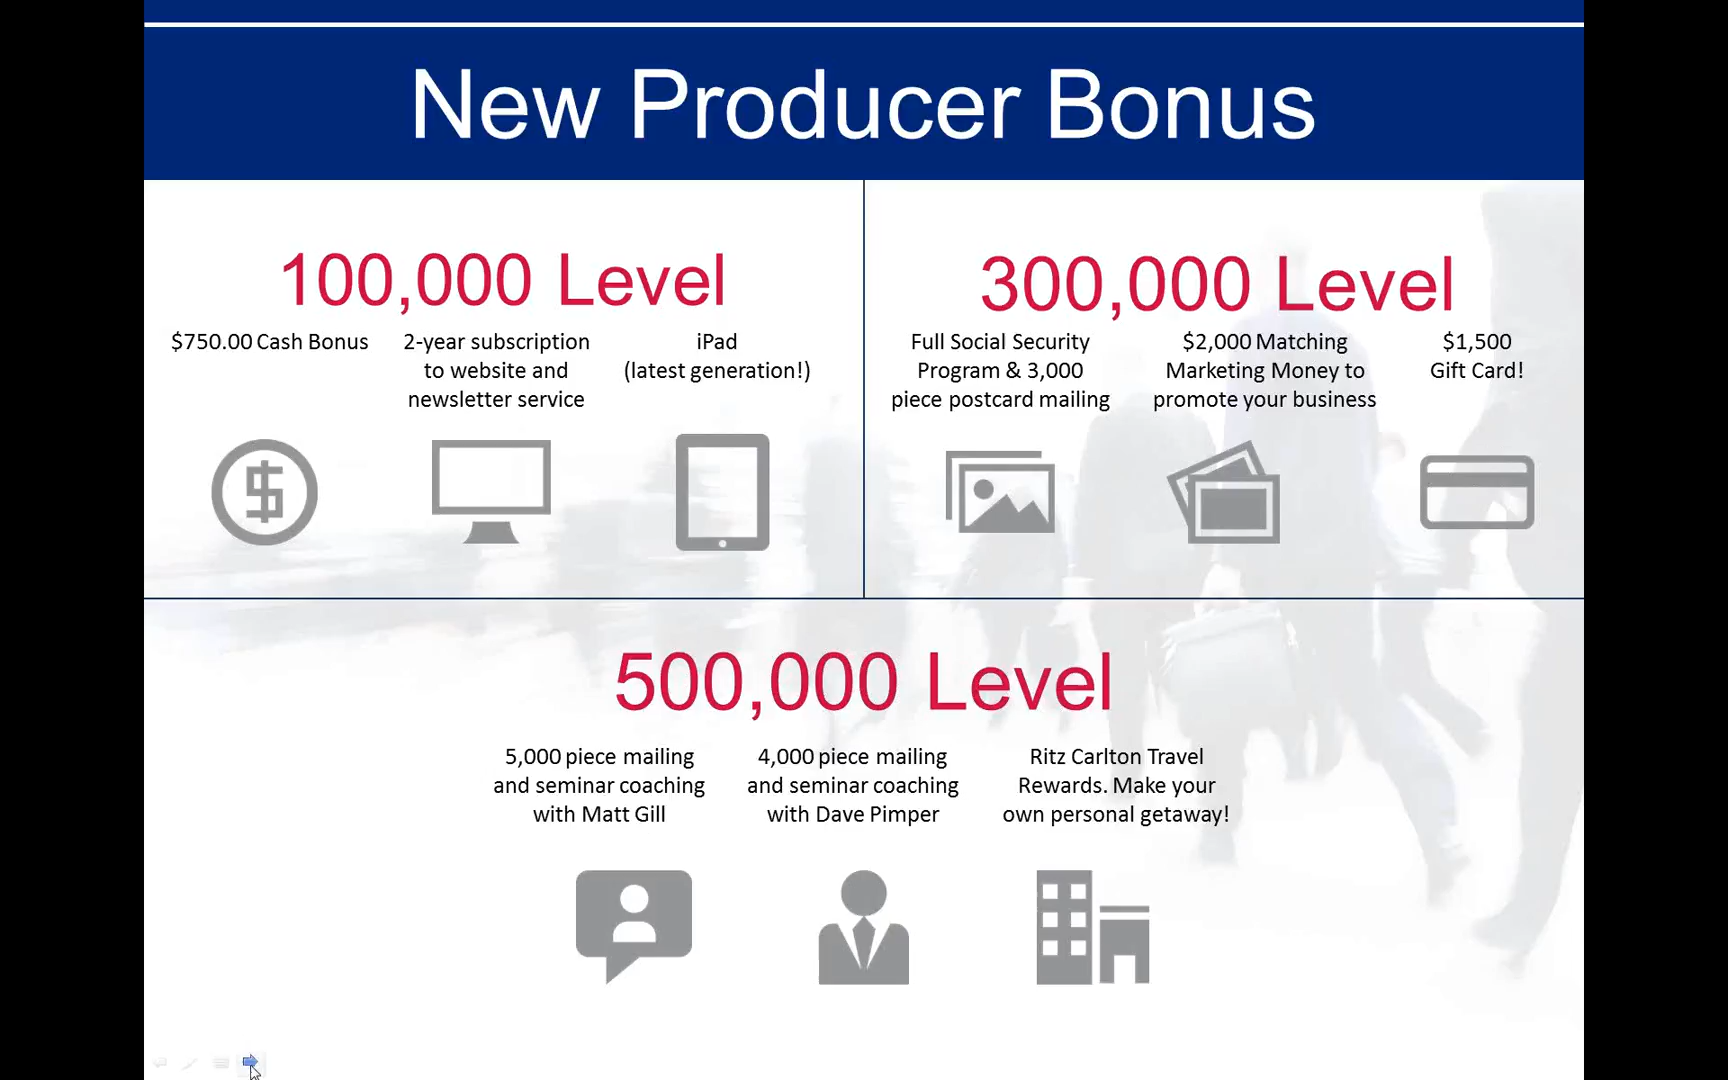 New Producer Bonus
100,000 Level
$750.00 Cash Bonus
2-year subscription
to website and
newsletter service
iPad
(latest generation!)
300,000 Level
Full Social Security
Program & 3,000
piece postcard mailing
$2,000 Matching
Marketing Money to
promote your business
$1,500
Gift Card!
500,000 Level
5,000 piece mailing
and seminar coaching
with Matt Gill
4,000 piece mailing
and seminar coaching
with Dave Pimper
Ritz Carlton Travel
Rewards. Make your
own personal getaway!